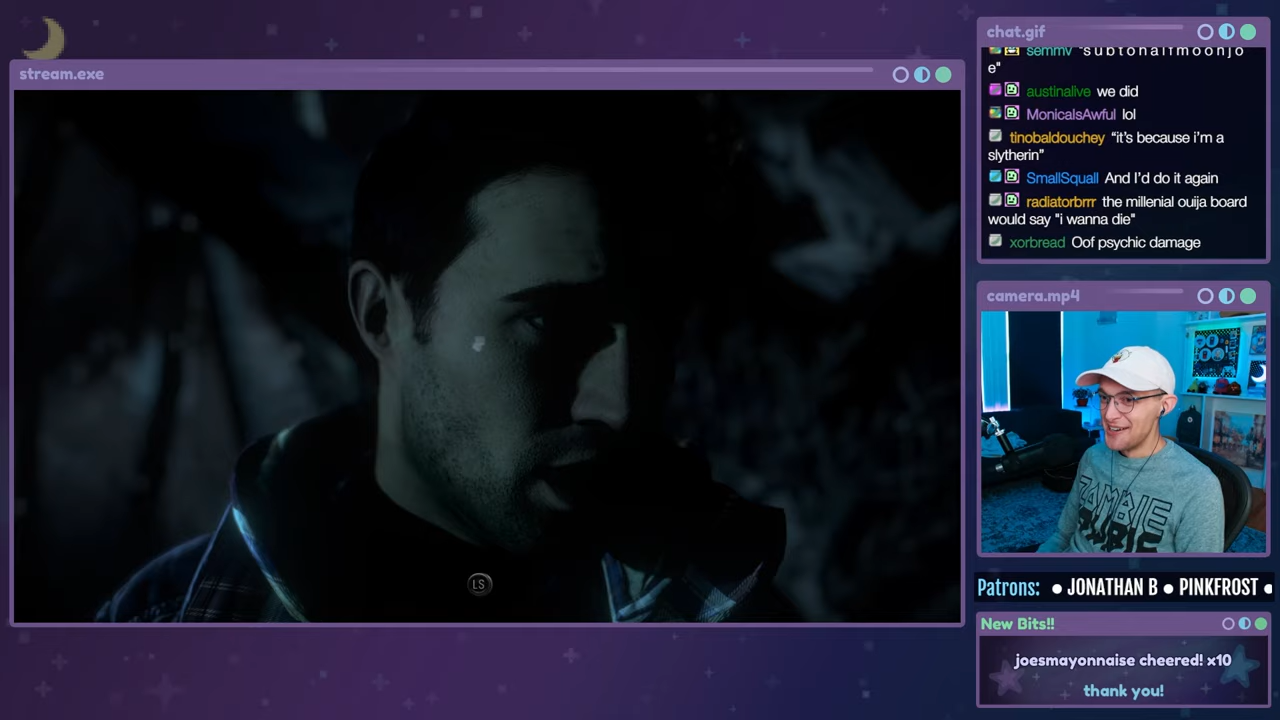 stream.exe
LS
chat.gif
semmv "s u b t o n a l f m o o n j o
e"
austinalive we did
MonicaIsAwful lol
tinobaldouchey “it’s because i’m a
slytherin”
SmallSquall And I’d do it again
radiatorbrrr the millenial ouija board
would say "i wanna die"
xorbread Oof psychic damage
camera.mp4
ZAMBIE
Patrons: ● JONATHAN B ● PINKFROST ●
New Bits!!
joesmayonnaise cheered! x10
thank you!